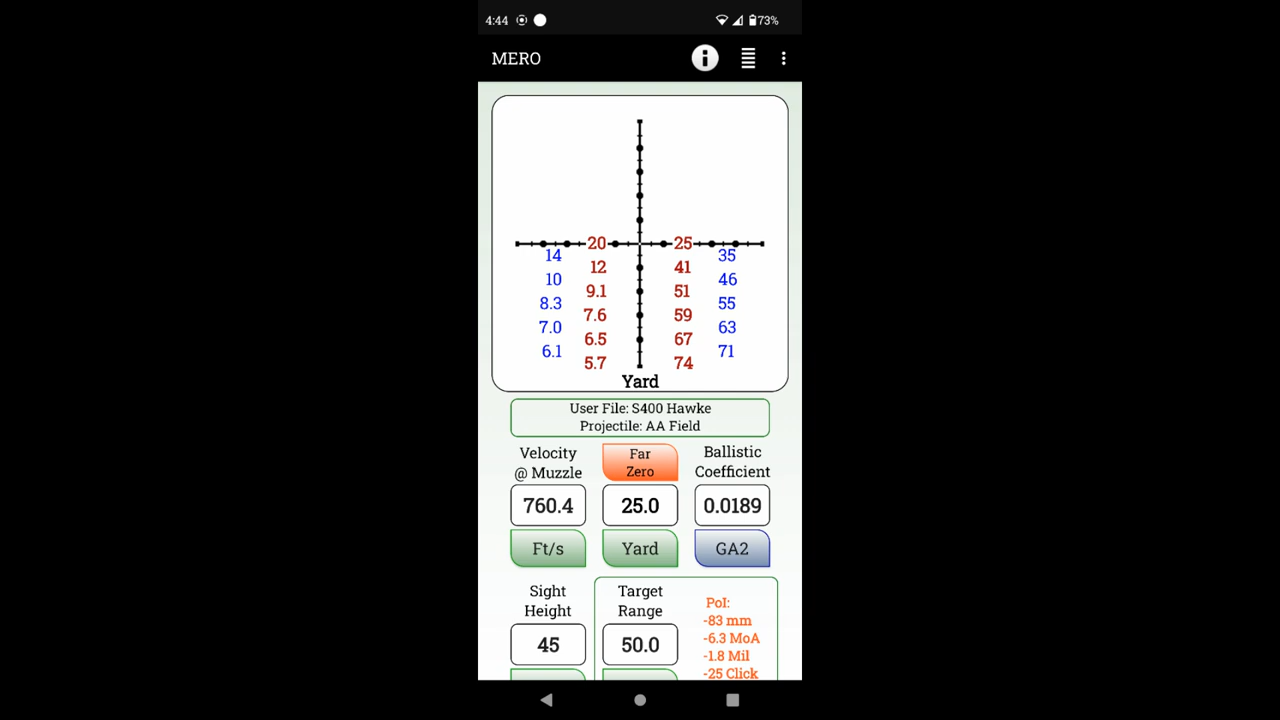 4:44 73%
MERO
20 25
14 35
12 41
10 46
9.1 51
8.3 55
7.6 59
7.0 63
6.5 67
6.1 71
5.7 74
Yard
User File: S400 Hawke
Projectile: AA Field
Velocity
@ Muzzle
Far
Zero
Ballistic
Coefficient
760.4 25.0 0.0189
Ft/s Yard GA2
Sight
Height
Target
Range
45 50.0
PoI:
-83 mm
-6.3 MoA
-1.8 Mil
-25 Click